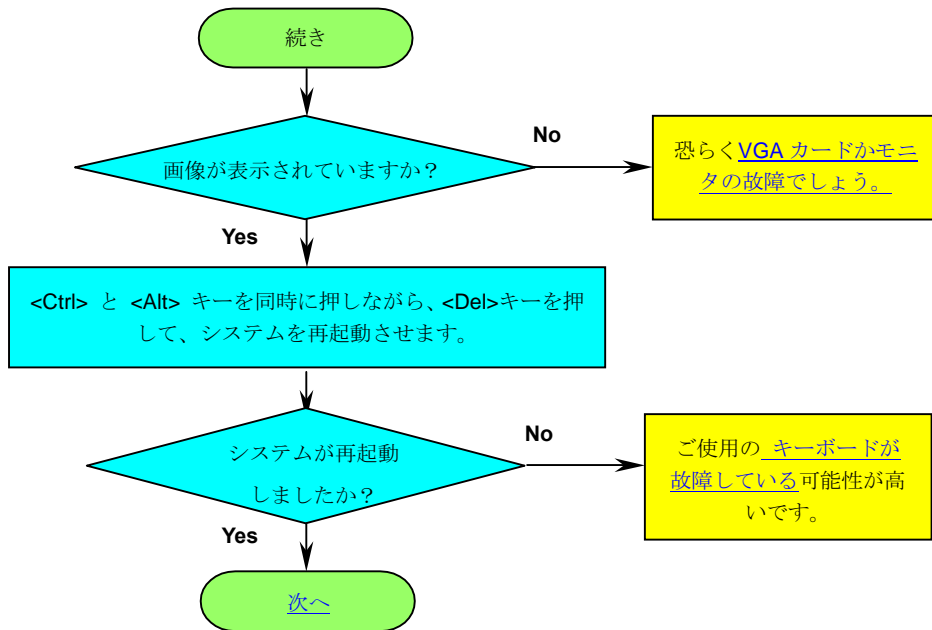 続き
画像が表示されていますか？
No
恐らくVGA カードかモニ
タの故障でしょう。
Yes
<Ctrl> と <Alt> キーを同時に押しながら、<Del>キーを押
して、システムを再起動させます。
システムが再起動
しましたか？
No
ご使用の キーボードが
故障している可能性が高
いです。
Yes
次へ